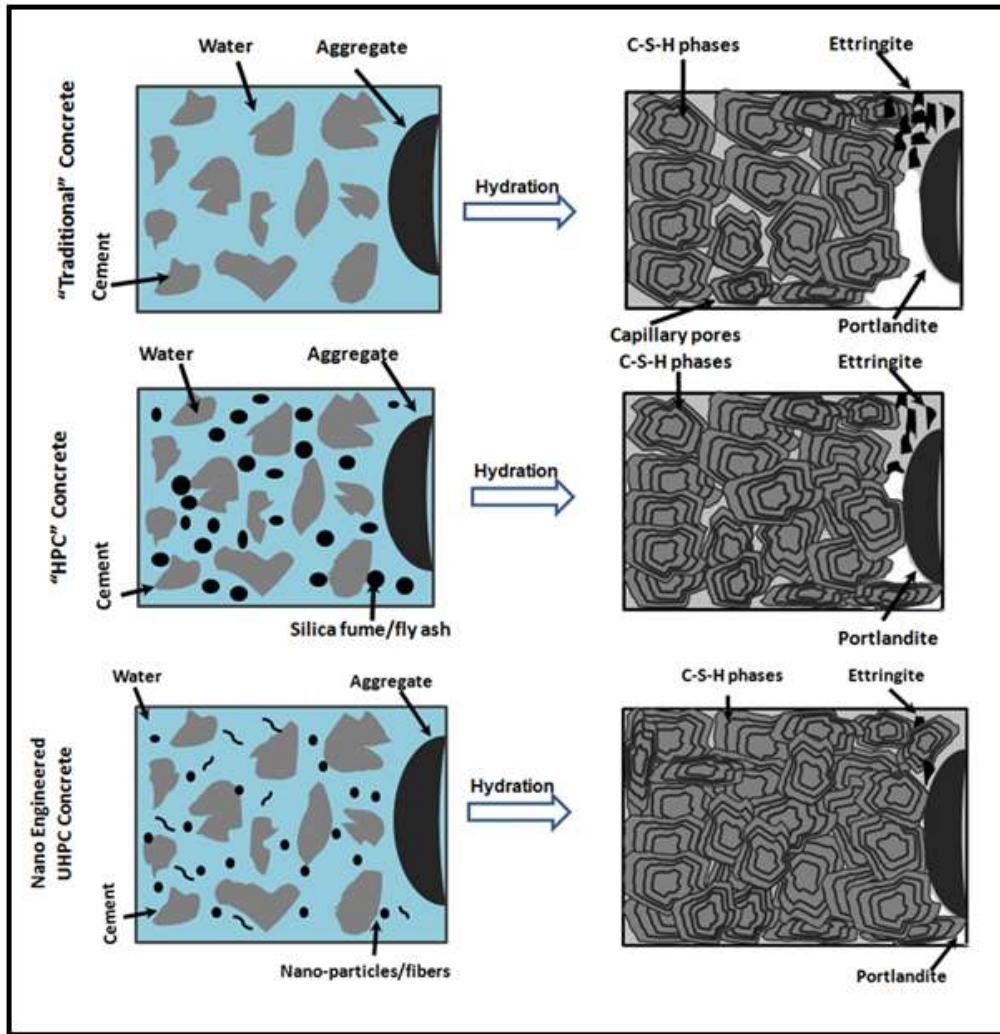 Water
Aggregate
C-S-H phases
Ettringite
"Traditional" Concrete
Cement
Hydration
Capillary pores
Portlandite
Water
Aggregate
C-S-H phases
Ettringite
"HPC" Concrete
Cement
Hydration
Silica fume/fly ash
Portlandite
Water
Aggregate
C-S-H phases
Ettringite
Nano Engineered
UHPC Concrete
Cement
Hydration
Nano-particles/fibers
Portlandite